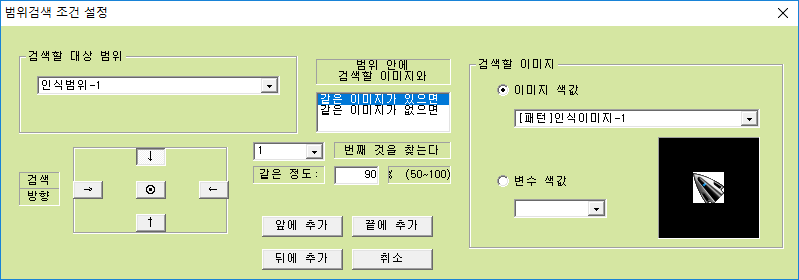 범위검색 조건 설정
검색할 대상 범위
인식범위-1
범위 안에
검색할 이미지와
같은 이미지가 있으면
같은 이미지가 없으면
검색할 이미지
이미지 색값
[패턴]인식이미지-1
변수 색값
1
번째 것을 찾는다
같은 정도:
90
% (50~100)
검색
방향
↓
→
←
↑
앞에 추가
끝에 추가
뒤에 추가
취소